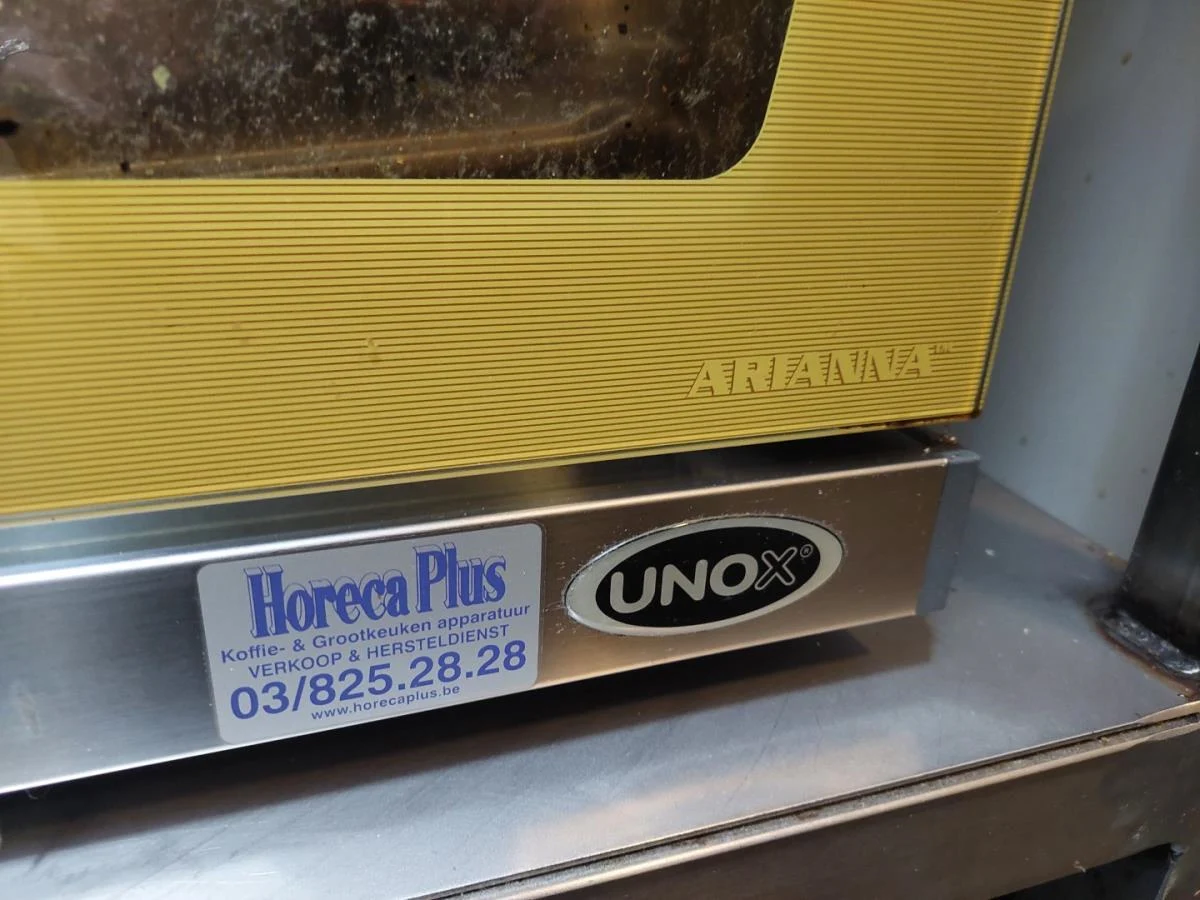 ARIANNA
Horeca Plus
Koffie- & Grootkeuken apparatuur
VERKOOP & HERSTELDIENST
03/825.28.28
www.horecaplus.be
UNOX®